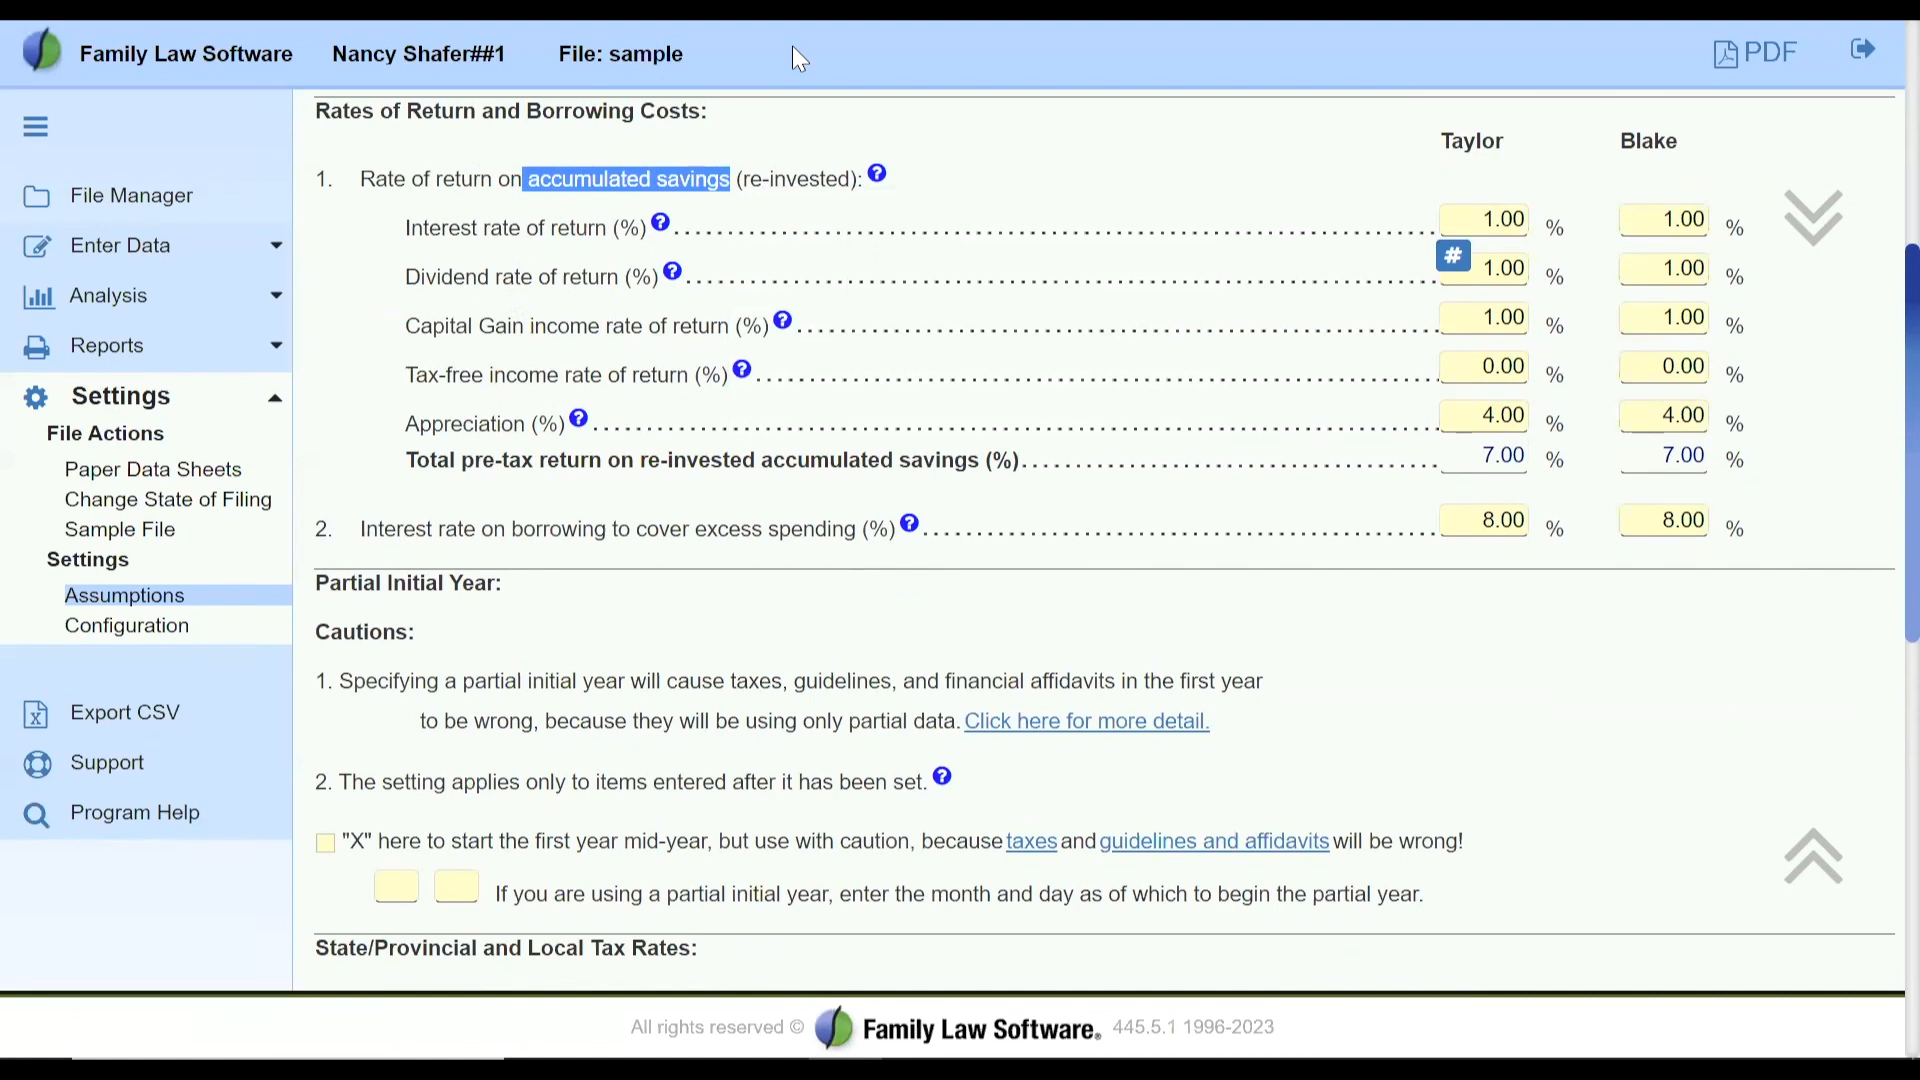 Family Law Software Nancy Shafer##1 File: sample PDF
Rates of Return and Borrowing Costs:
Taylor Blake
1. Rate of return on accumulated savings (re-invested): ?
Interest rate of return (%) ? 1.00 % 1.00 %
#
Dividend rate of return (%) ? 1.00 % 1.00 %
Capital Gain income rate of return (%) ? 1.00 % 1.00 %
Tax-free income rate of return (%) ? 0.00 % 0.00 %
Appreciation (%) ? 4.00 % 4.00 %
Total pre-tax return on re-invested accumulated savings (%) 7.00 % 7.00 %
2. Interest rate on borrowing to cover excess spending (%) ? 8.00 % 8.00 %
Partial Initial Year:
Cautions:
1. Specifying a partial initial year will cause taxes, guidelines, and financial affidavits in the first year
to be wrong, because they will be using only partial data. Click here for more detail.
2. The setting applies only to items entered after it has been set. ?
"X" here to start the first year mid-year, but use with caution, because taxes and guidelines and affidavits will be wrong!
If you are using a partial initial year, enter the month and day as of which to begin the partial year.
State/Provincial and Local Tax Rates:
File Manager
Enter Data
Analysis
Reports
Settings
File Actions
Paper Data Sheets
Change State of Filing
Sample File
Settings
Assumptions
Configuration
Export CSV
Support
Program Help
All rights reserved © Family Law Software® 445.5.1 1996-2023